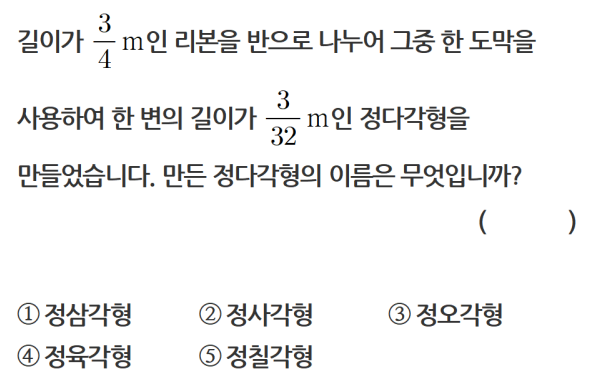 길이가 3/4 m인 리본을 반으로 나누어 그중 한 도막을
사용하여 한 변의 길이가 3/32 m인 정다각형을
만들었습니다. 만든 정다각형의 이름은 무엇입니까?
( )
① 정삼각형 ② 정사각형 ③ 정오각형
④ 정육각형 ⑤ 정칠각형